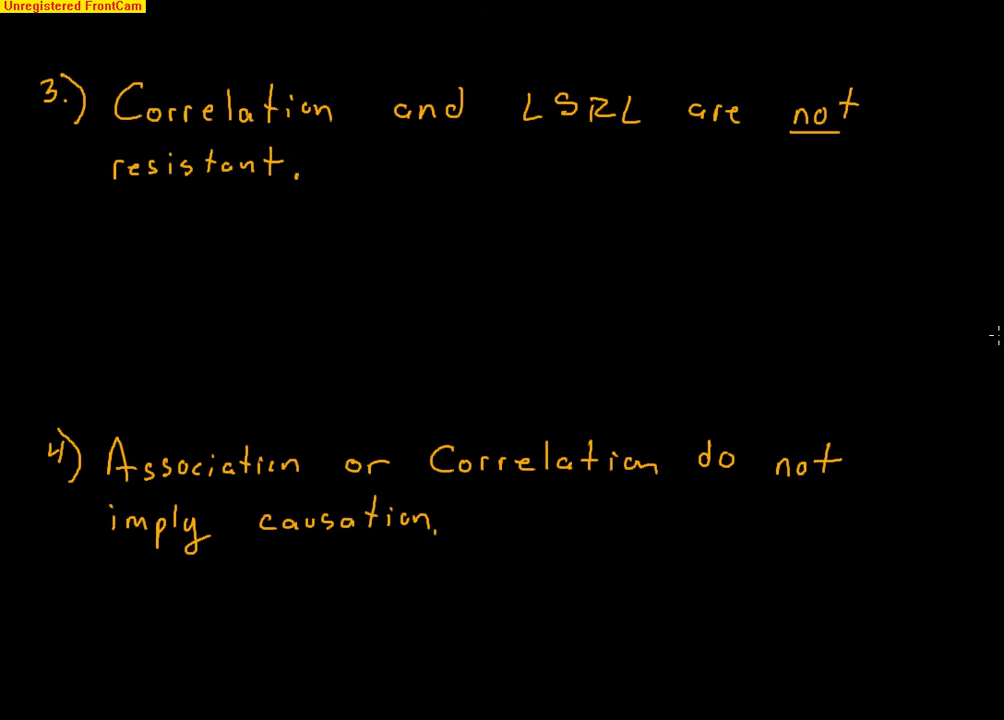 Unregistered FrontCam
3.) Correlation and LSRL are not
resistant.
4) Association or Correlation do not
imply causation.